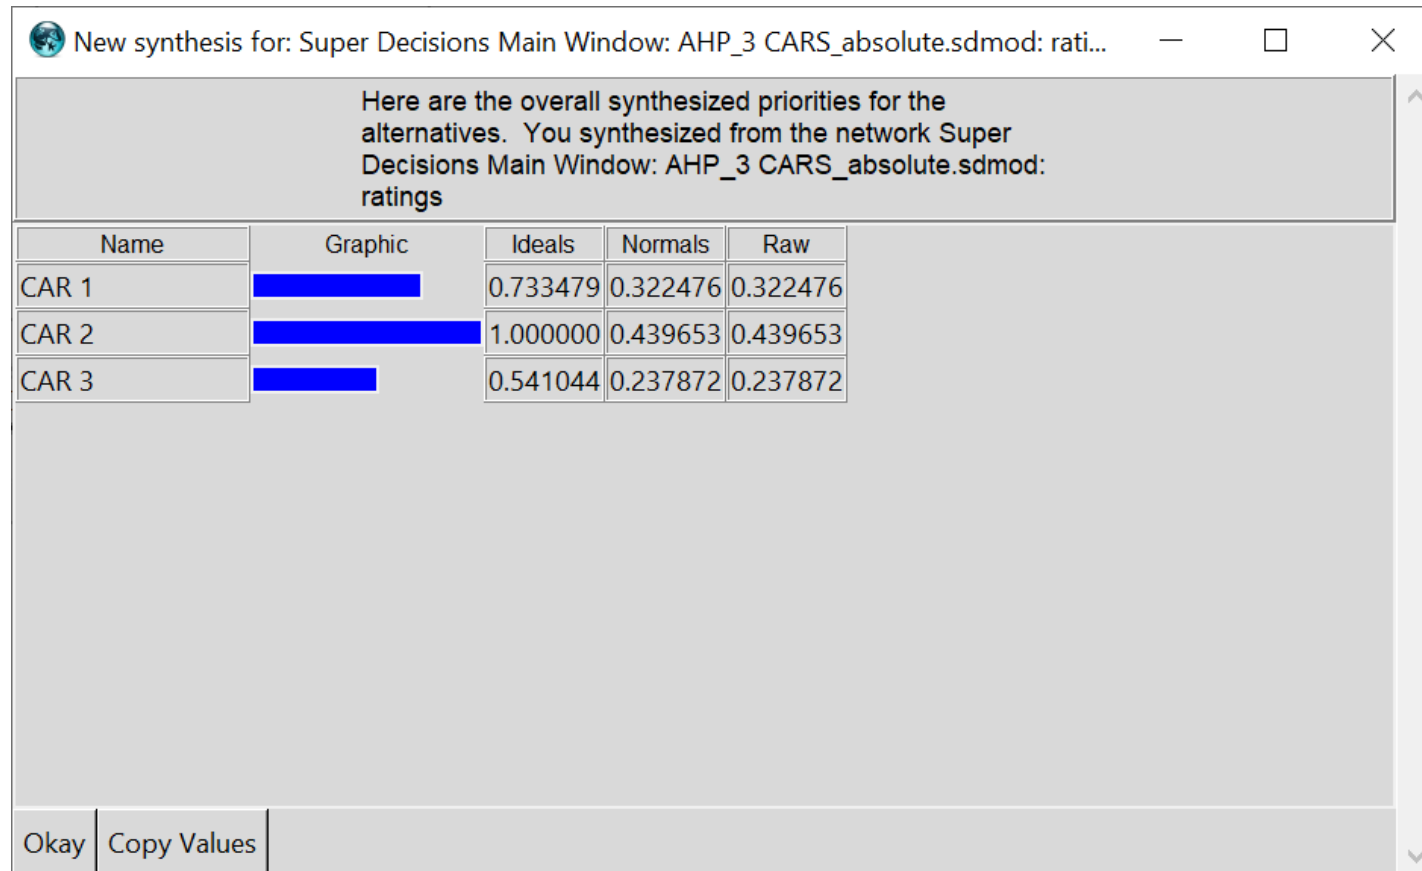 New synthesis for: Super Decisions Main Window: AHP_3 CARS_absolute.sdmod: rati...
Here are the overall synthesized priorities for the
alternatives.  You synthesized from the network Super
Decisions Main Window: AHP_3 CARS_absolute.sdmod:
ratings
Name Graphic Ideals Normals Raw
CAR 1 0.733479 0.322476 0.322476
CAR 2 1.000000 0.439653 0.439653
CAR 3 0.541044 0.237872 0.237872
Okay Copy Values